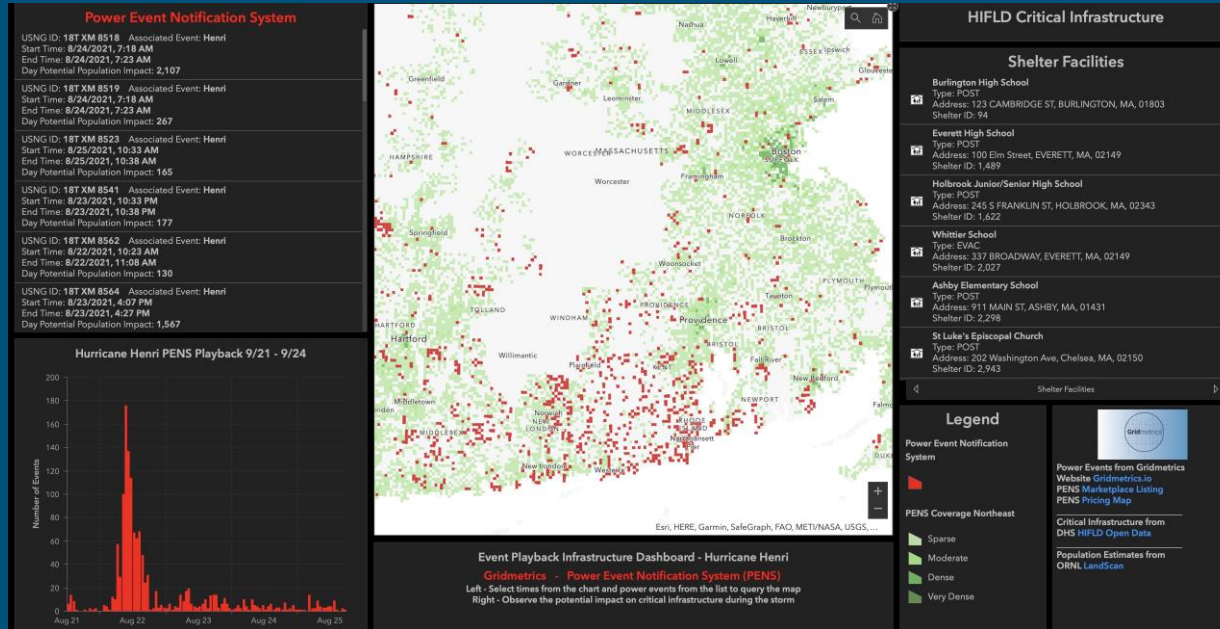 Power Event Notification System
USNG ID: 18T XM 8518 Associated Event: Henri
Start Time: 8/24/2021, 7:18 AM
End Time: 8/24/2021, 7:23 AM
Day Potential Population Impact: 2,107
USNG ID: 18T XM 8519 Associated Event: Henri
Start Time: 8/24/2021, 7:18 AM
End Time: 8/24/2021, 7:23 AM
Day Potential Population Impact: 267
USNG ID: 18T XM 8523 Associated Event: Henri
Start Time: 8/25/2021, 10:33 AM
End Time: 8/25/2021, 10:38 AM
Day Potential Population Impact: 165
USNG ID: 18T XM 8541 Associated Event: Henri
Start Time: 8/23/2021, 10:33 PM
End Time: 8/23/2021, 10:38 PM
Day Potential Population Impact: 177
USNG ID: 18T XM 8562 Associated Event: Henri
Start Time: 8/22/2021, 10:23 AM
End Time: 8/22/2021, 11:08 AM
Day Potential Population Impact: 130
USNG ID: 18T XM 8564 Associated Event: Henri
Start Time: 8/23/2021, 4:07 PM
End Time: 8/23/2021, 4:27 PM
Day Potential Population Impact: 1,567
Hurricane Henri PENS Playback 9/21 - 9/24
Number of Events
200
180
160
140
120
100
80
60
40
20
0
Aug 21 Aug 22 Aug 23 Aug 24 Aug 25
Newburyport
Nashua
Haverhill
ESSEX Ipswich
Lowell
Greenfield
Gardner
Gloucester
Leominster
Salem
MIDDLESEX
HAMPSHIRE
WORCESTER
MASSACHUSETTS
Boston
SUFFOLK
Worcester
Framingham
NORFOLK
Springfield
Brockton
Woonsocket
PLYMOUTH
Plymouth
Taunton
TOLLAND
WINDHAM
PROVIDENCE
Providence
BRISTOL
HARTFORD
Hartford
BRISTOL
Willimantic
Fall River
Plainfield
KENT
New Bedford
Middletown
NEWPORT
Norwich
NEW LONDON
RHODE ISLAND
MIDDLESEX
Narragansett Pier
New London
Westerly
DUK
Esri, HERE, Garmin, SafeGraph, FAO, METI/NASA, USGS, ...
Event Playback Infrastructure Dashboard - Hurricane Henri
Gridmetrics - Power Event Notification System (PENS)
Left - Select times from the chart and power events from the list to query the map
Right - Observe the potential impact on critical infrastructure during the storm
HIFLD Critical Infrastructure
Shelter Facilities
Burlington High School
Type: POST
Address: 123 CAMBRIDGE ST, BURLINGTON, MA, 01803
Shelter ID: 94
Everett High School
Type: POST
Address: 100 Elm Street, EVERETT, MA, 02149
Shelter ID: 1,489
Holbrook Junior/Senior High School
Type: POST
Address: 245 S FRANKLIN ST, HOLBROOK, MA, 02343
Shelter ID: 1,622
Whittier School
Type: EVAC
Address: 337 BROADWAY, EVERETT, MA, 02149
Shelter ID: 2,027
Ashby Elementary School
Type: POST
Address: 911 MAIN ST, ASHBY, MA, 01431
Shelter ID: 2,298
St Luke's Episcopal Church
Type: POST
Address: 202 Washington Ave, Chelsea, MA, 02150
Shelter ID: 2,943
Shelter Facilities
Legend
Power Event Notification
System
PENS Coverage Northeast
Sparse
Moderate
Dense
Very Dense
Gridmetrics
Power Events from Gridmetrics
Website Gridmetrics.io
PENS Marketplace Listing
PENS Pricing Map
Critical Infrastructure from
DHS HIFLD Open Data
Population Estimates from
ORNL LandScan